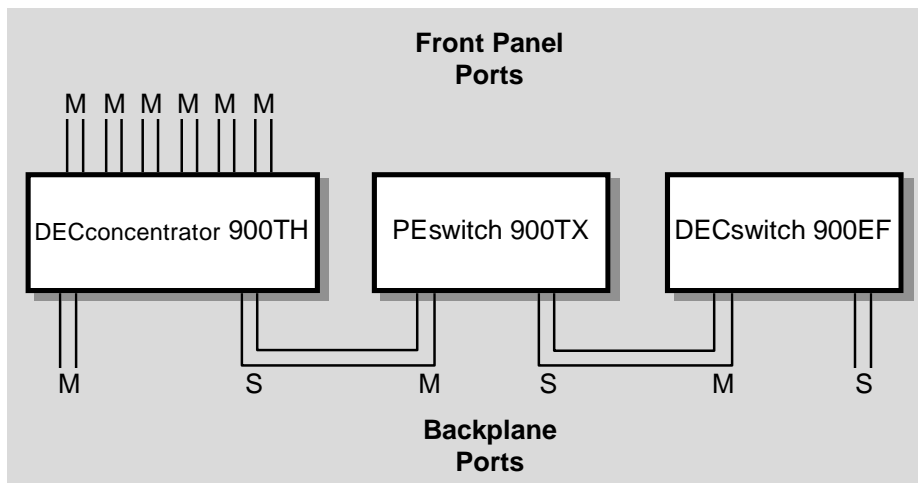 Front Panel
Ports
M M M M M M
DECconcentrator 900TH PEswitch 900TX DECswitch 900EF
M S M S M S
Backplane
Ports